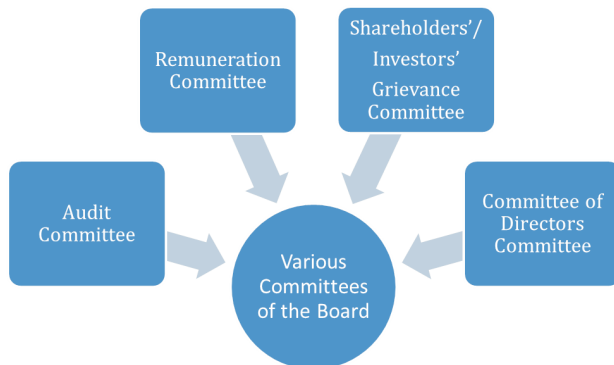 Audit
Committee
Remuneration
Committee
Shareholders'/
Investors'
Grievance
Committee
Committee of
Directors
Committee
Various
Committees
of the Board